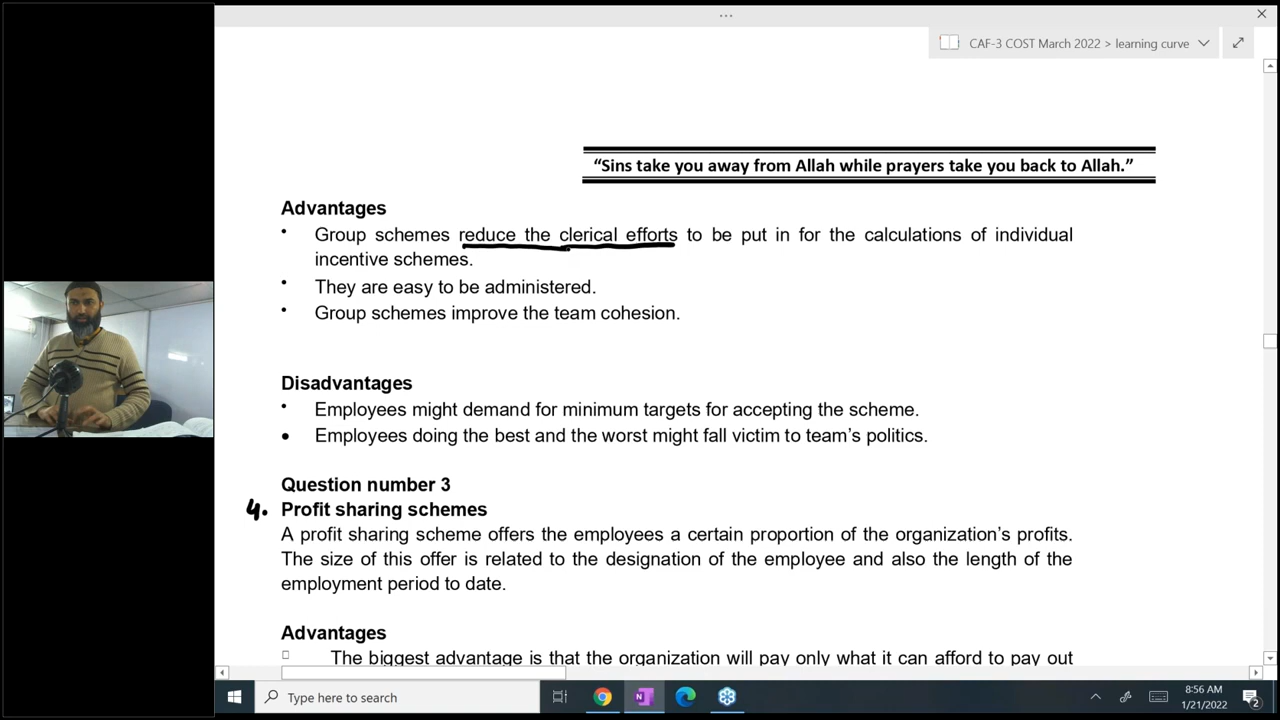 CAF-3 COST March 2022 > learning curve
“Sins take you away from Allah while prayers take you back to Allah.”
Advantages
• Group schemes reduce the clerical efforts to be put in for the calculations of individual
incentive schemes.
• They are easy to be administered.
• Group schemes improve the team cohesion.
Disadvantages
• Employees might demand for minimum targets for accepting the scheme.
• Employees doing the best and the worst might fall victim to team’s politics.
Question number 3
4. Profit sharing schemes
A profit sharing scheme offers the employees a certain proportion of the organization’s profits.
The size of this offer is related to the designation of the employee and also the length of the
employment period to date.
Advantages
The biggest advantage is that the organization will pay only what it can afford to pay out
Type here to search
8:56 AM
1/21/2022
2